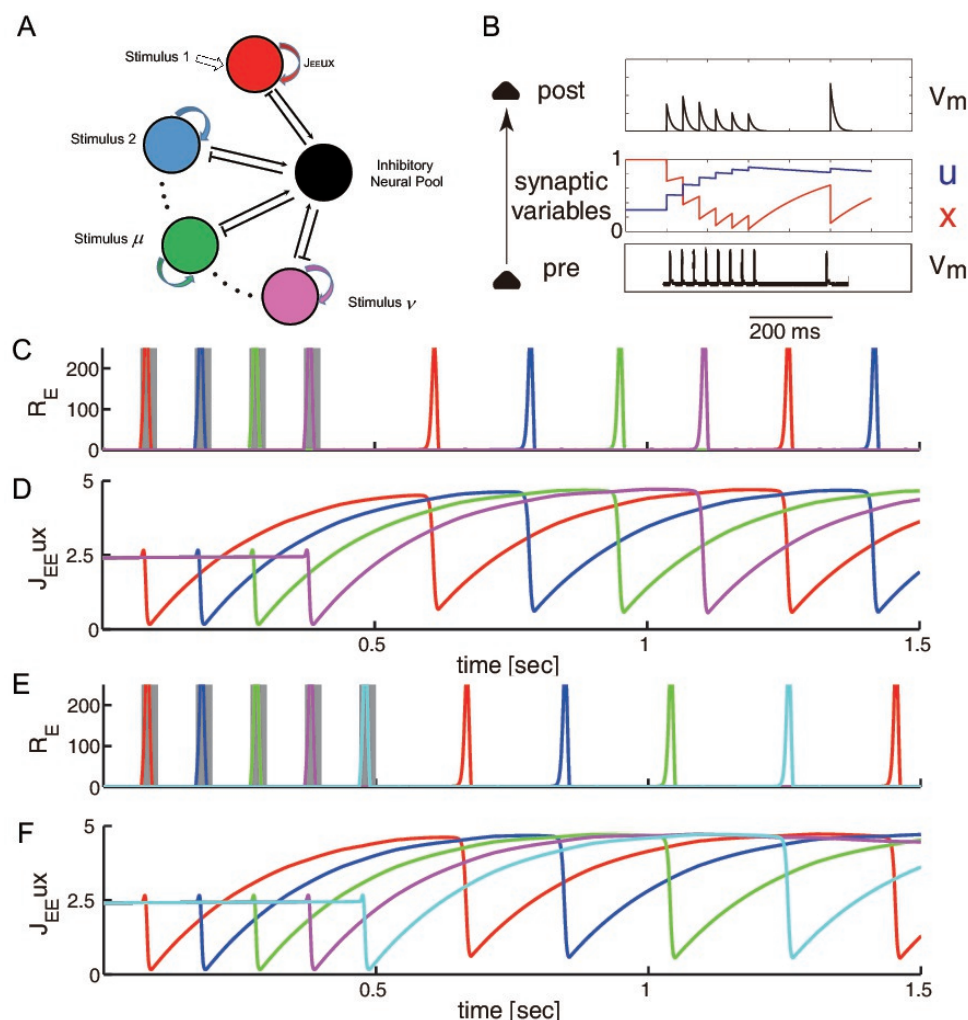 A
Stimulus 1
JEEUX
Stimulus 2
Inhibitory
Neural Pool
Stimulus μ
Stimulus ν
B
post
Vm
1
synaptic
variables
0
u
x
pre
Vm
200 ms
C
RE
200
100
0
D
JEEux
5
2.5
0
0.5
1
1.5
time [sec]
E
RE
200
100
0
F
JEEux
5
2.5
0
0.5
1
1.5
time [sec]